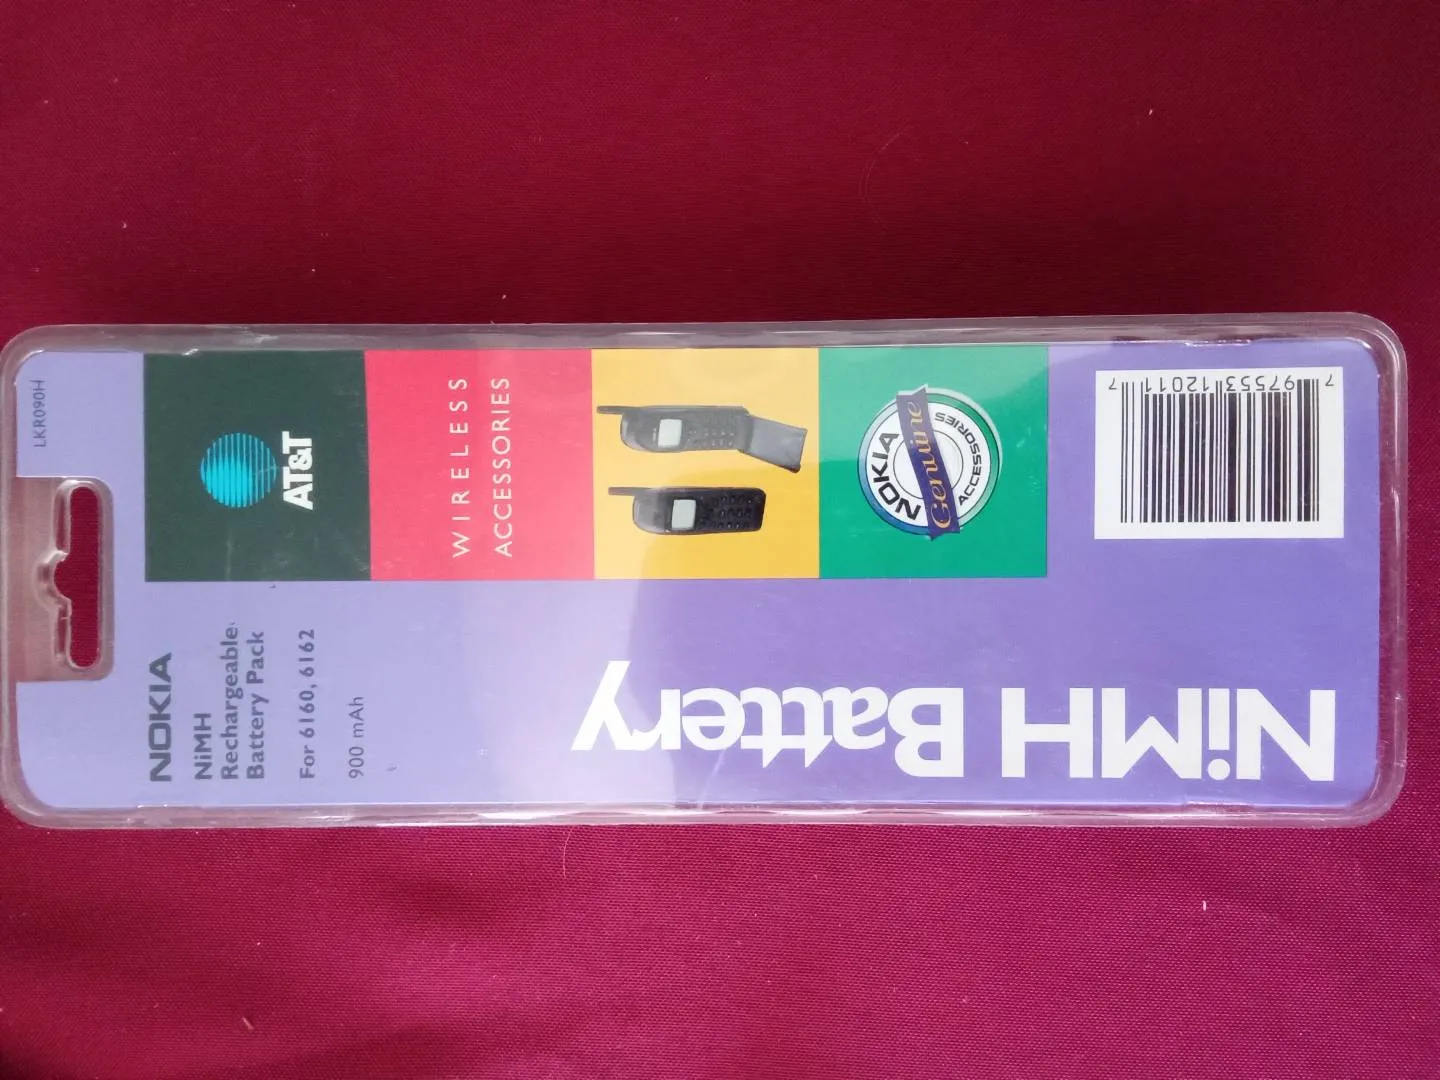 LKR090H
AT&T
WIRELESS
ACCESSORIES
NOKIA
Genuine
ACCESSORIES
NOKIA
NiMH
Rechargeable
Battery Pack
For 6160, 6162
900 mAh
NiMH Battery
7 97553 12011 7